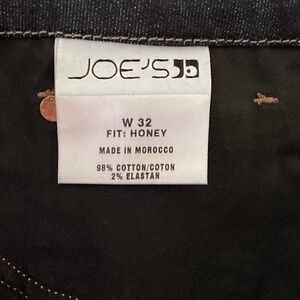 JOE'S
W 32
FIT: HONEY
MADE IN MOROCCO
98% COTTON/COTON
2% ELASTAN